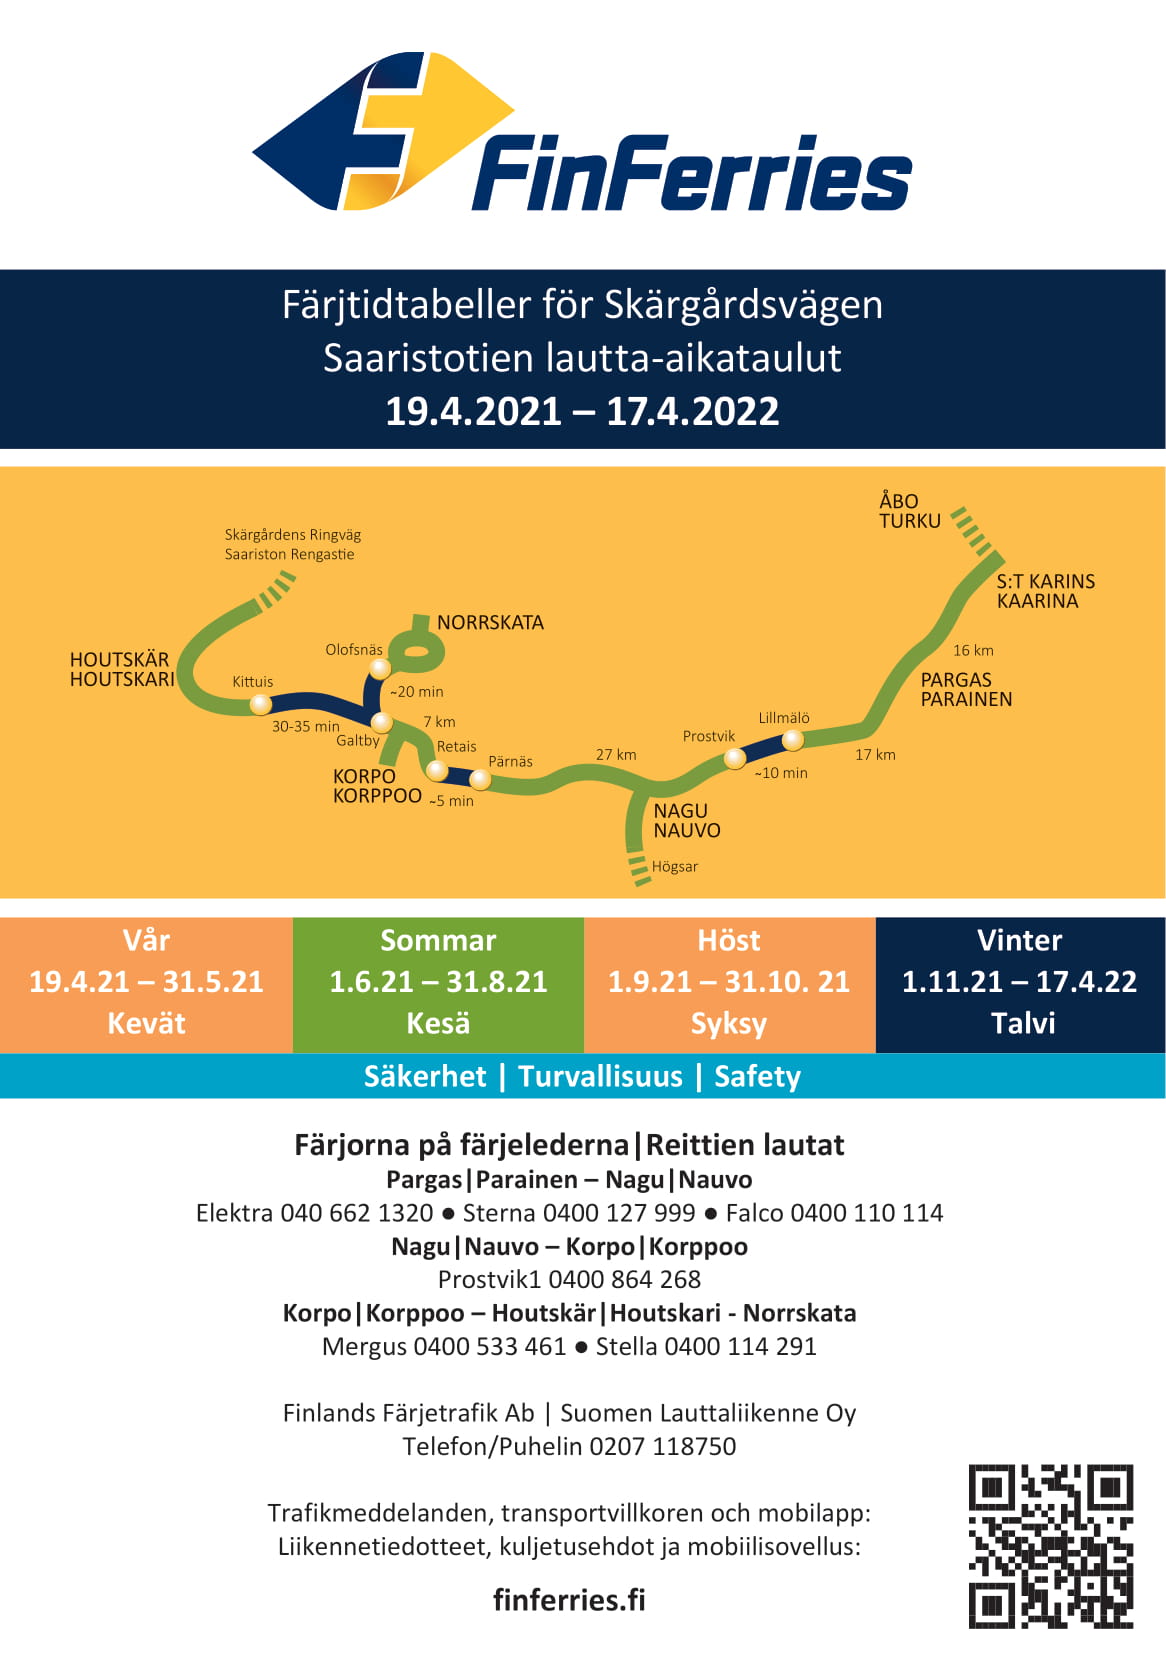 FinFerries
Färjtidtabeller för Skärgårdsvägen
Saaristotien lautta-aikataulut
19.4.2021 – 17.4.2022
ÅBO
TURKU
Skärgårdens Ringväg
Saariston Rengastie
S:T KARINS
KAARINA
NORRSKATA
Olofsnäs
16 km
HOUTSKÄR
HOUTSKARI
Kittuis
~20 min
PARGAS
PARAINEN
30-35 min
Galtby
7 km
Lillmälö
Prostvik
Retais
Pärnäs
27 km
17 km
KORPO
KORPPOO
~5 min
~10 min
NAGU
NAUVO
Högsar
Vår
19.4.21 – 31.5.21
Kevät
Sommar
1.6.21 – 31.8.21
Kesä
Höst
1.9.21 – 31.10. 21
Syksy
Vinter
1.11.21 – 17.4.22
Talvi
Säkerhet | Turvallisuus | Safety
Färjorna på färjelederna|Reittien lautat
Pargas|Parainen – Nagu|Nauvo
Elektra 040 662 1320 ● Sterna 0400 127 999 ● Falco 0400 110 114
Nagu|Nauvo – Korpo|Korppoo
Prostvik1 0400 864 268
Korpo|Korppoo – Houtskär|Houtskari - Norrskata
Mergus 0400 533 461 ● Stella 0400 114 291
Finlands Färjetrafik Ab | Suomen Lauttaliikenne Oy
Telefon/Puhelin 0207 118750
Trafikmeddelanden, transportvillkoren och mobilapp:
Liikennetiedotteet, kuljetusehdot ja mobiilisovellus:
finferries.fi